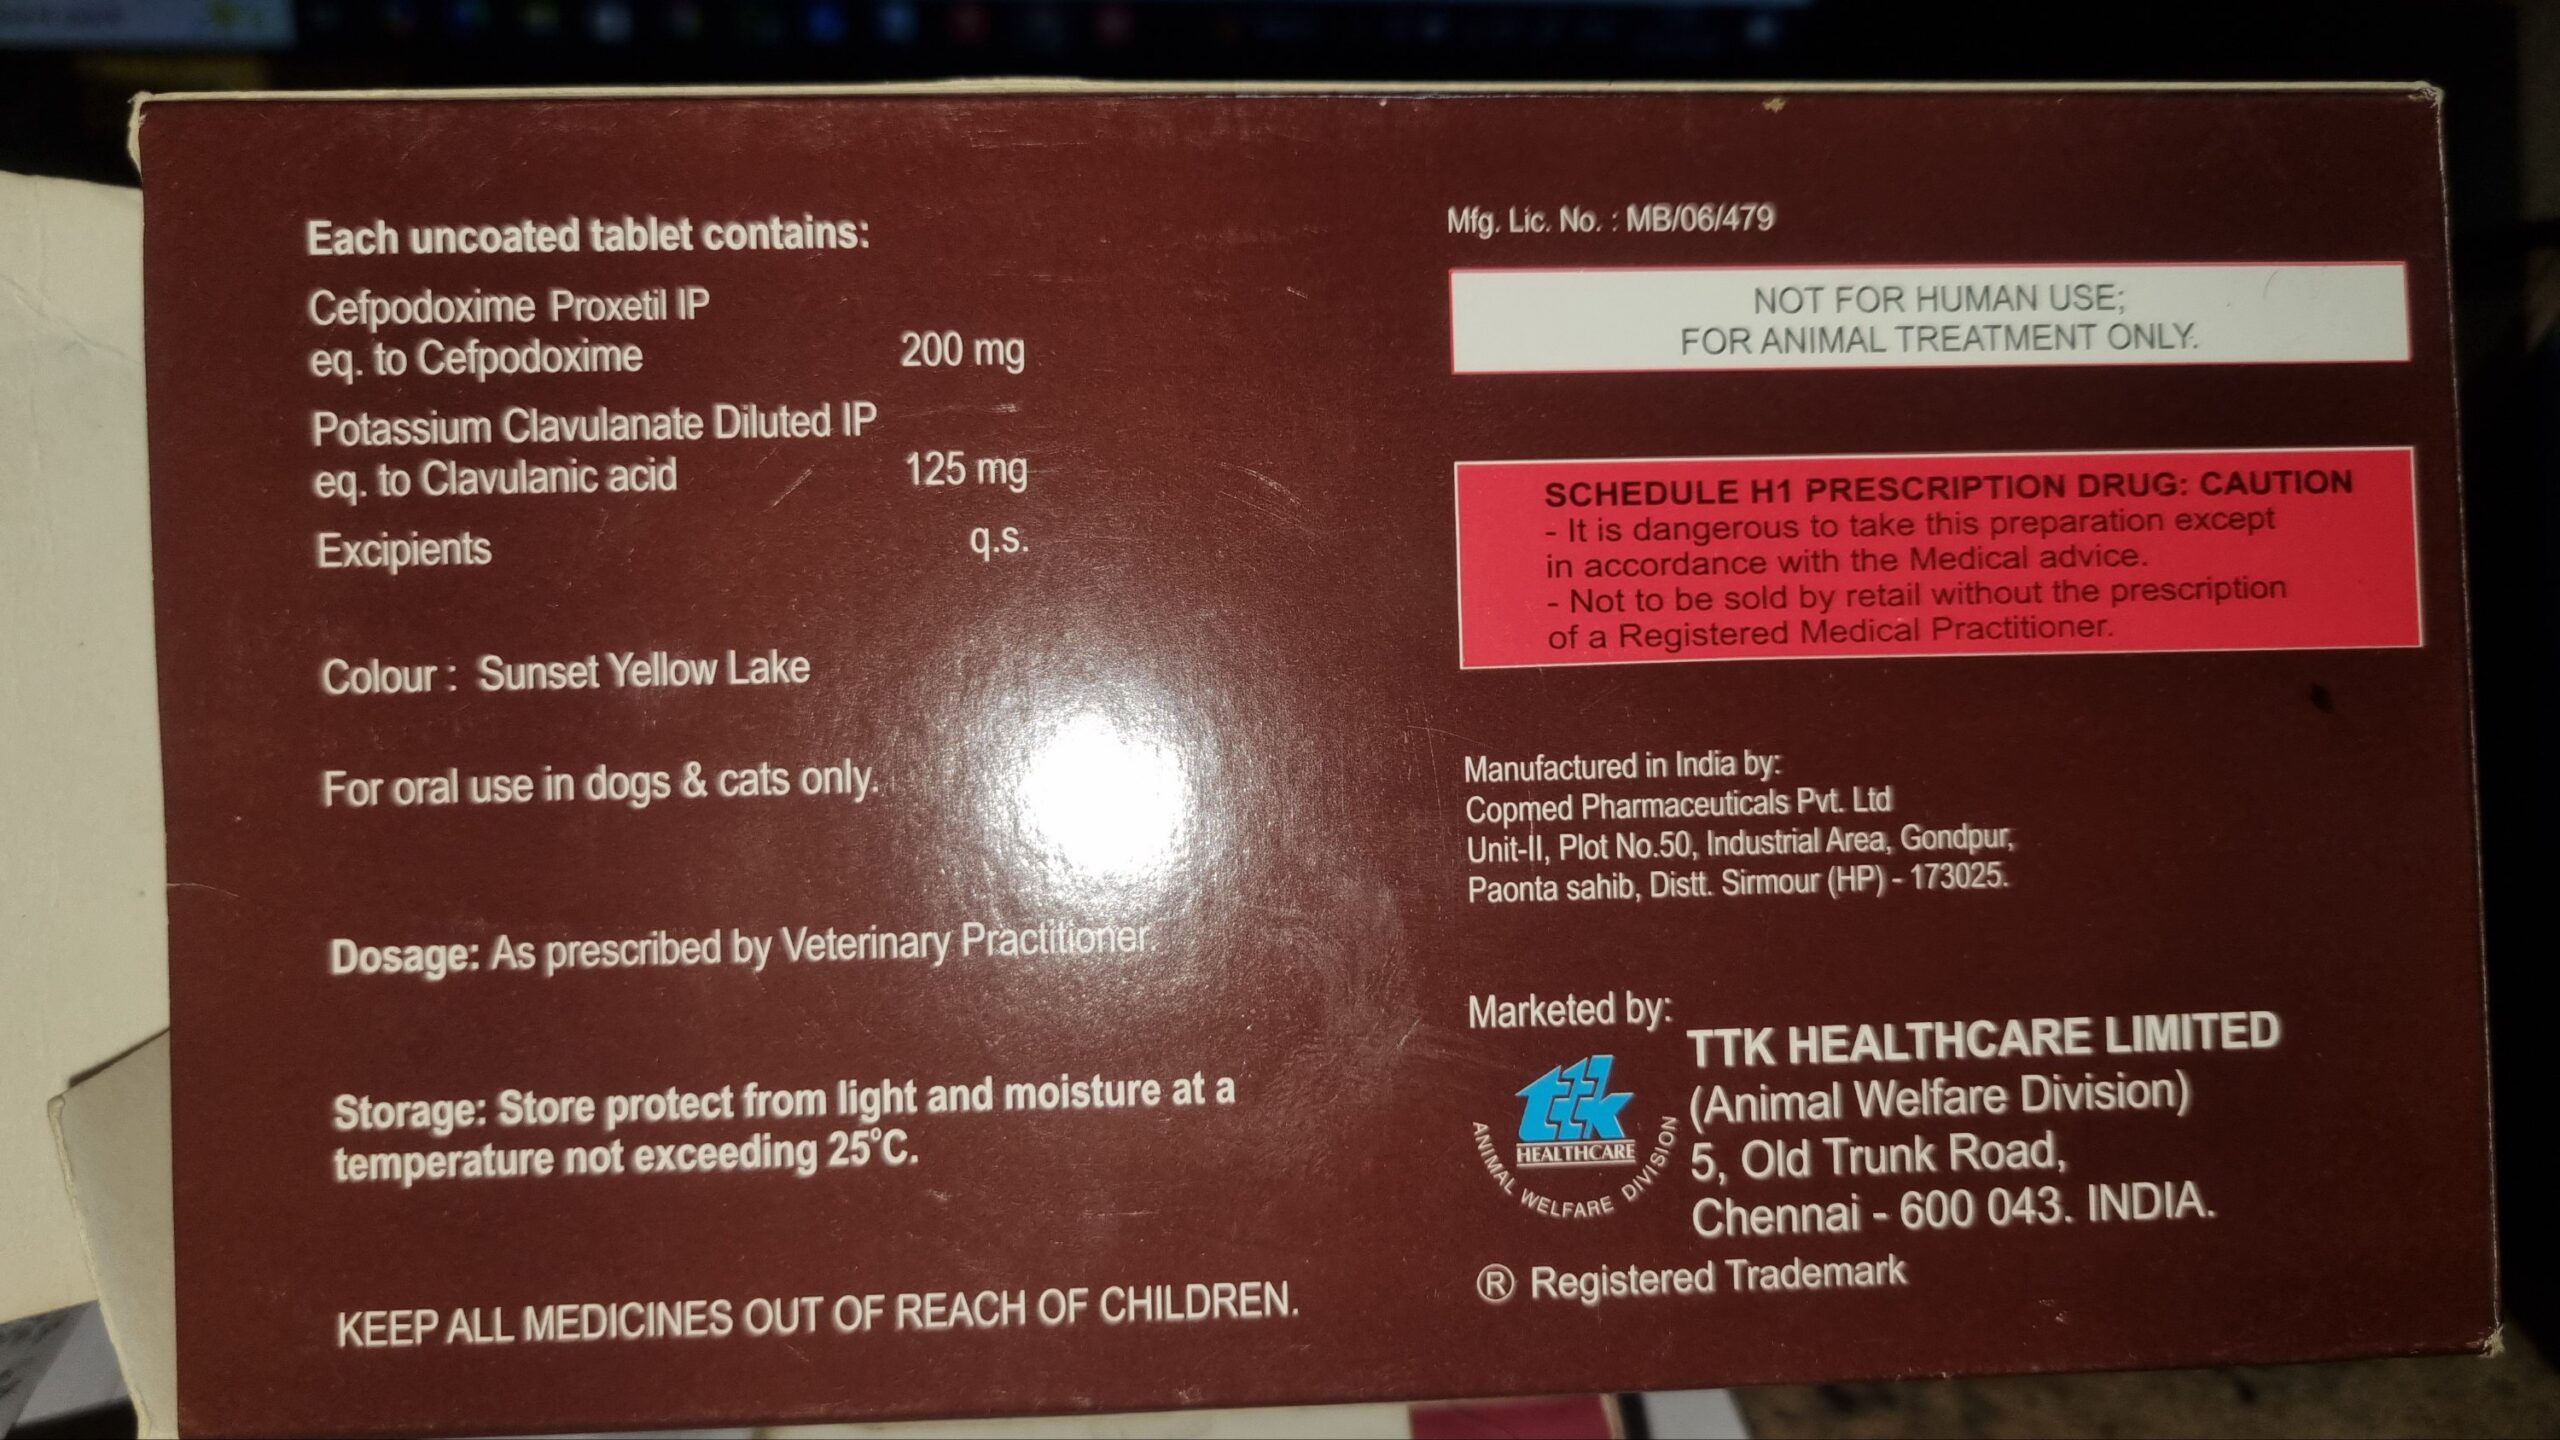 Each uncoated tablet contains:
Cefpodoxime Proxetil IP
eq. to Cefpodoxime 200 mg
Potassium Clavulanate Diluted IP
eq. to Clavulanic acid 125 mg
Excipients q.s.
Colour : Sunset Yellow Lake
For oral use in dogs & cats only.
Dosage: As prescribed by Veterinary Practitioner.
Storage: Store protect from light and moisture at a
temperature not exceeding 25°C.
KEEP ALL MEDICINES OUT OF REACH OF CHILDREN.
Mfg. Lic. No. : MB/06/479
NOT FOR HUMAN USE;
FOR ANIMAL TREATMENT ONLY.
SCHEDULE H1 PRESCRIPTION DRUG: CAUTION
- It is dangerous to take this preparation except
in accordance with the Medical advice.
- Not to be sold by retail without the prescription
of a Registered Medical Practitioner.
Manufactured in India by:
Copmed Pharmaceuticals Pvt. Ltd
Unit-II, Plot No.50, Industrial Area, Gondpur,
Paonta sahib, Distt. Sirmour (HP) - 173025.
Marketed by:
ttk
HEALTHCARE
ANIMAL WELFARE DIVISION
TTK HEALTHCARE LIMITED
(Animal Welfare Division)
5, Old Trunk Road,
Chennai - 600 043. INDIA.
® Registered Trademark